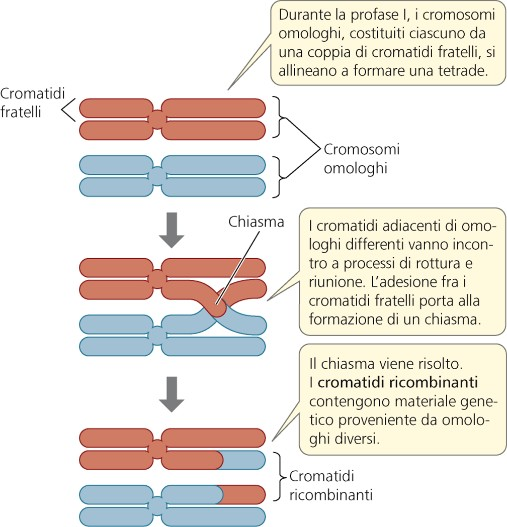 Durante la profase I, i cromosomi
omologhi, costituiti ciascuno da
una coppia di cromatidi fratelli, si
allineano a formare una tetrade.
Cromatidi
fratelli
Cromosomi
omologhi
Chiasma
I cromatidi adiacenti di omo-
loghi differenti vanno incon-
tro a processi di rottura e
riunione. L’adesione fra i
cromatidi fratelli porta alla
formazione di un chiasma.
Il chiasma viene risolto.
I cromatidi ricombinanti
contengono materiale gene-
tico proveniente da omolo-
ghi diversi.
Cromatidi
ricombinanti